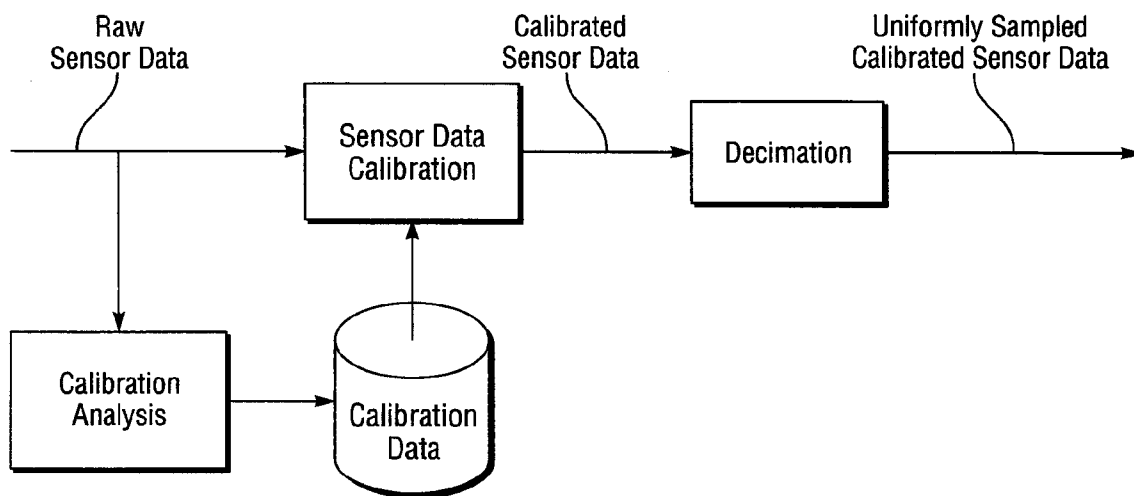 Raw
Sensor Data
Calibrated
Sensor Data
Uniformly Sampled
Calibrated Sensor Data
Sensor Data
Calibration
Decimation
Calibration
Analysis
Calibration
Data